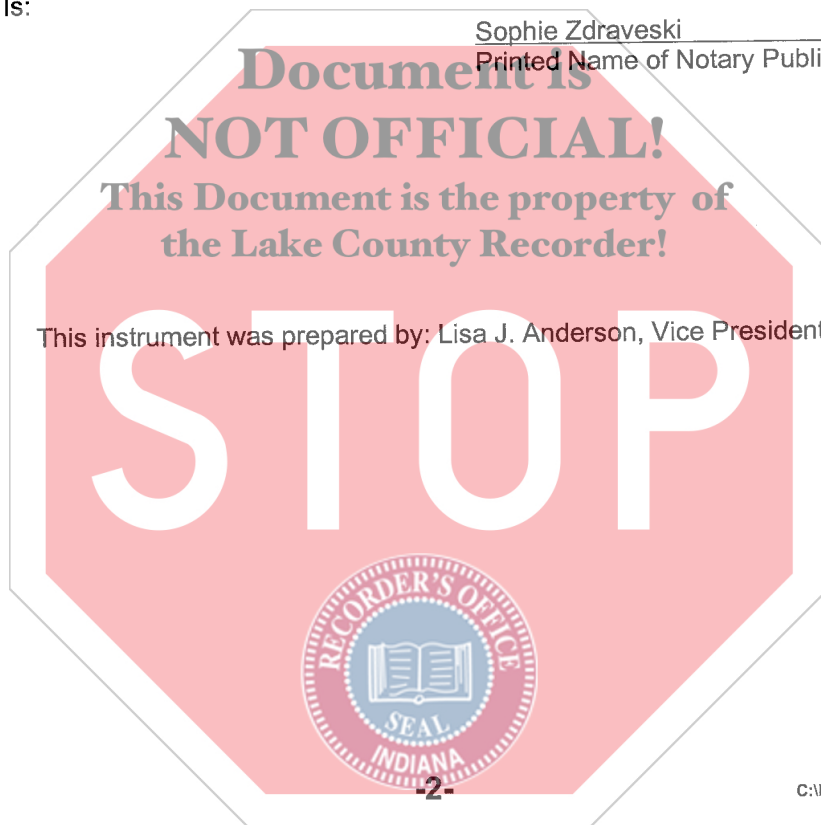 Is:
Sophie Zdraveski
Printed Name of Notary Publi
Document is
NOT OFFICIAL!
This Document is the property of
the Lake County Recorder!
This instrument was prepared by: Lisa J. Anderson, Vice President
STOP
RECORDER'S OFFICE
SEAL
INDIANA
-2-
C:\